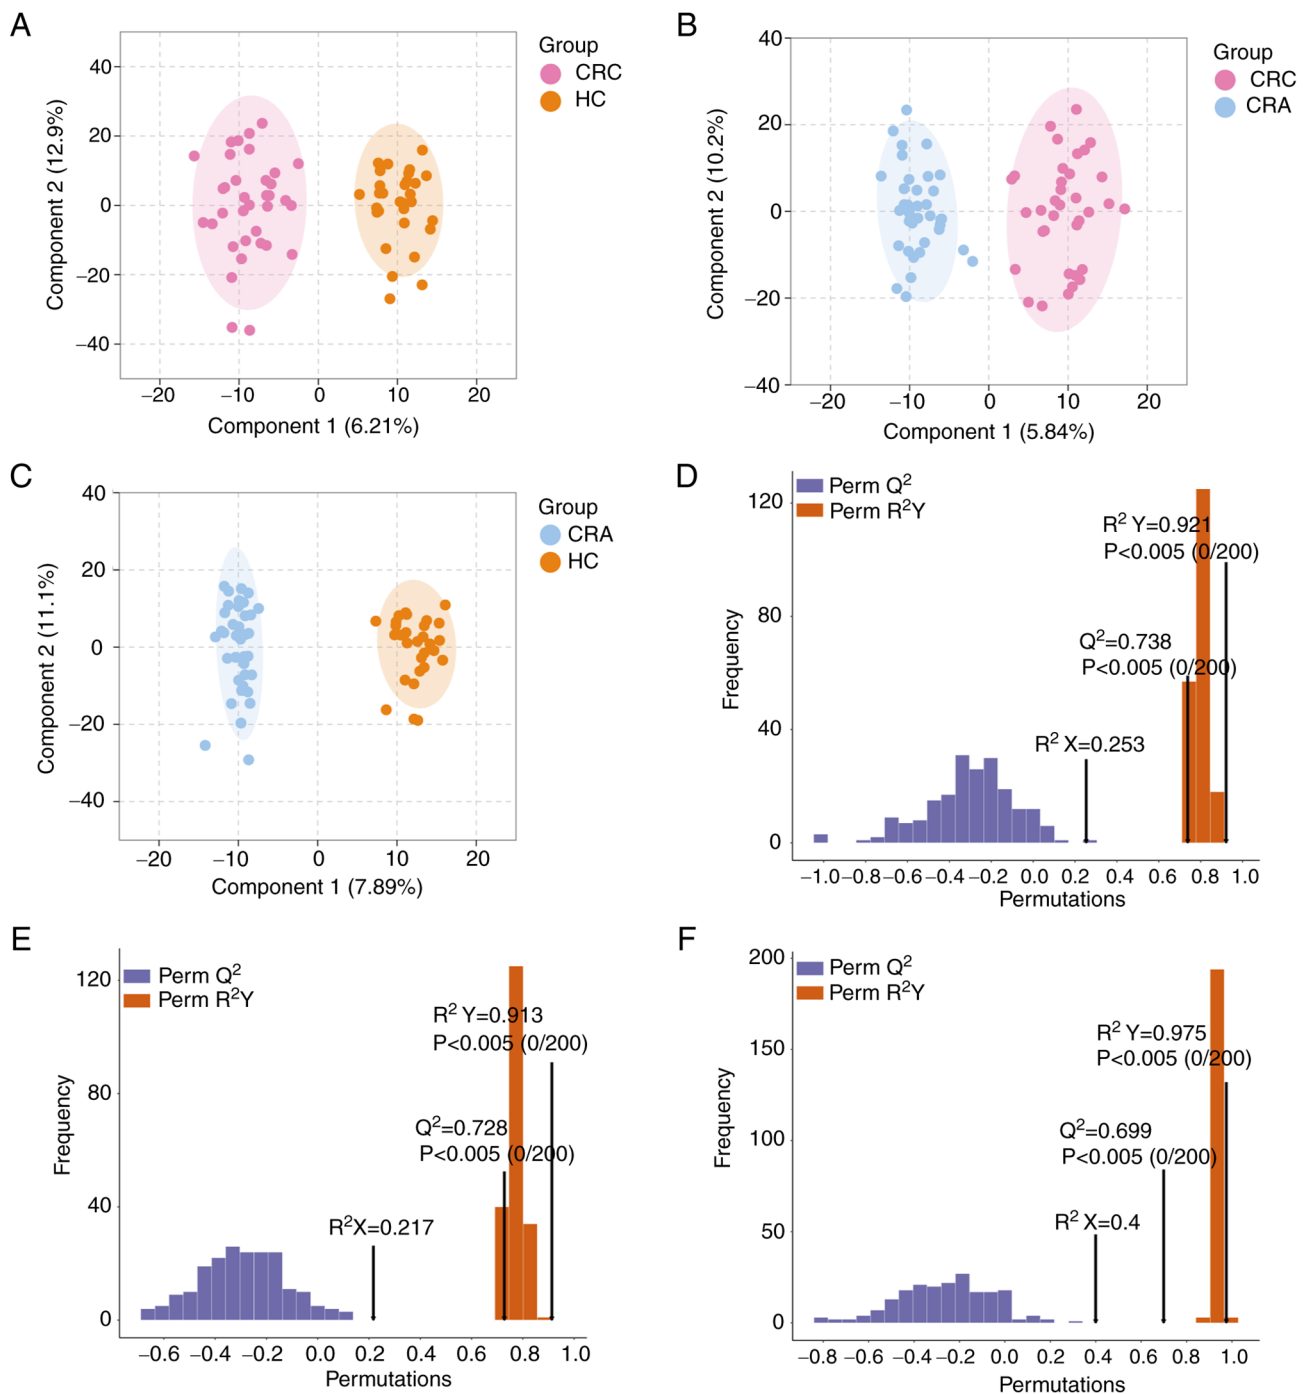 A
Group
CRC
HC
Component 2 (12.9%)
40
20
0
−20
−40
−20
−10
0
10
20
Component 1 (6.21%)
B
Group
CRC
CRA
Component 2 (10.2%)
40
20
0
−20
−40
−20
−10
0
10
20
Component 1 (5.84%)
C
Group
CRA
HC
Component 2 (11.1%)
40
20
0
−20
−40
−20
−10
0
10
20
Component 1 (7.89%)
D
Perm Q²
Perm R²Y
R² Y=0.921
P<0.005 (0/200)
Q²=0.738
P<0.005 (0/200)
R² X=0.253
Frequency
120
80
40
0
−1.0 −0.8 −0.6 −0.4 −0.2 0.0 0.2 0.4 0.6 0.8 1.0
Permutations
E
Perm Q²
Perm R²Y
R² Y=0.913
P<0.005 (0/200)
Q²=0.728
P<0.005 (0/200)
R²X=0.217
Frequency
120
80
40
0
−0.6 −0.4 −0.2 0.0 0.2 0.4 0.6 0.8 1.0
Permutations
F
Perm Q²
Perm R²Y
R² Y=0.975
P<0.005 (0/200)
Q²=0.699
P<0.005 (0/200)
R² X=0.4
Frequency
200
150
100
50
0
−0.8 −0.6 −0.4 −0.2 0.0 0.2 0.4 0.6 0.8 1.0
Permutations